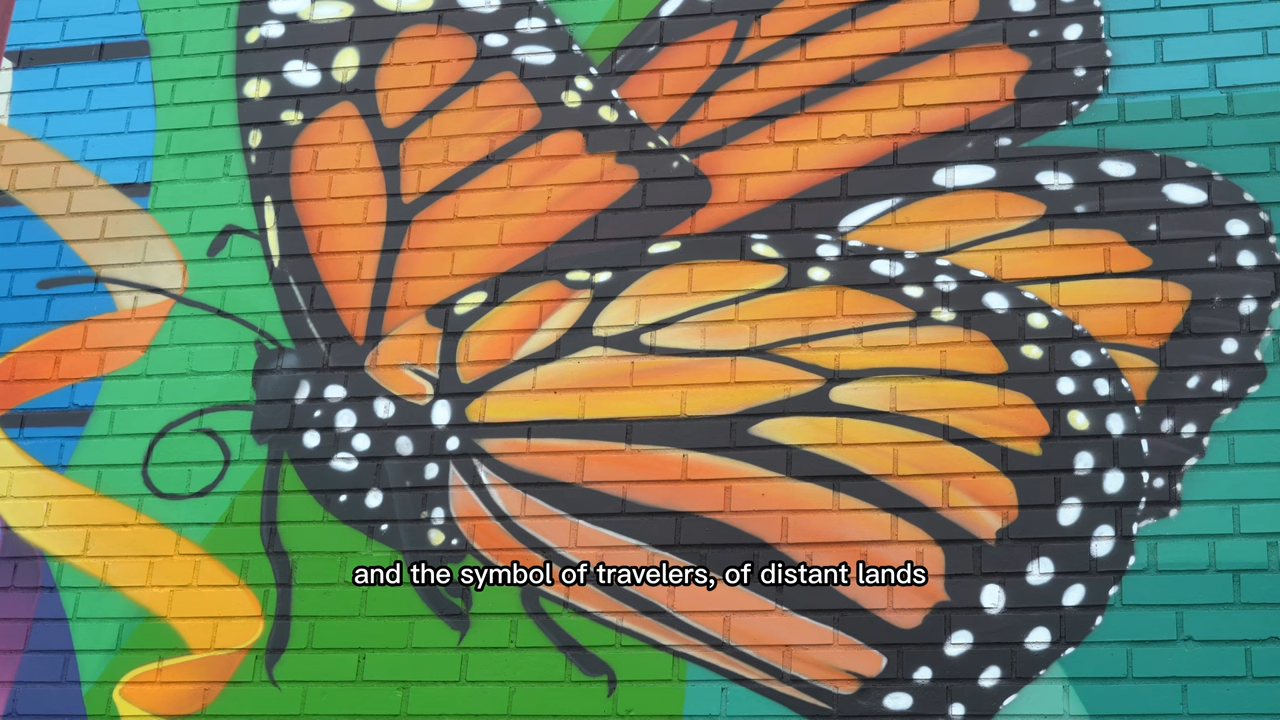 and the symbol of travelers, of distant lands